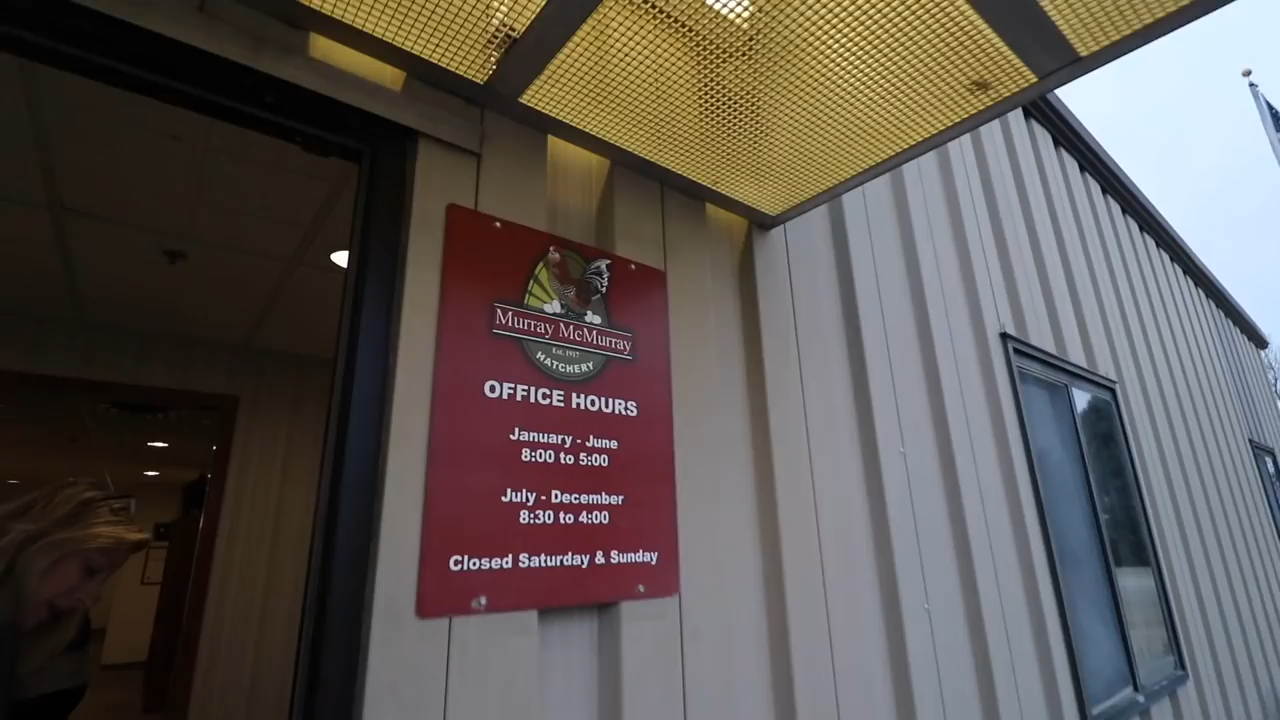 Murray McMurray
Est. 1917
HATCHERY
OFFICE HOURS
January - June
8:00 to 5:00
July - December
8:30 to 4:00
Closed Saturday & Sunday